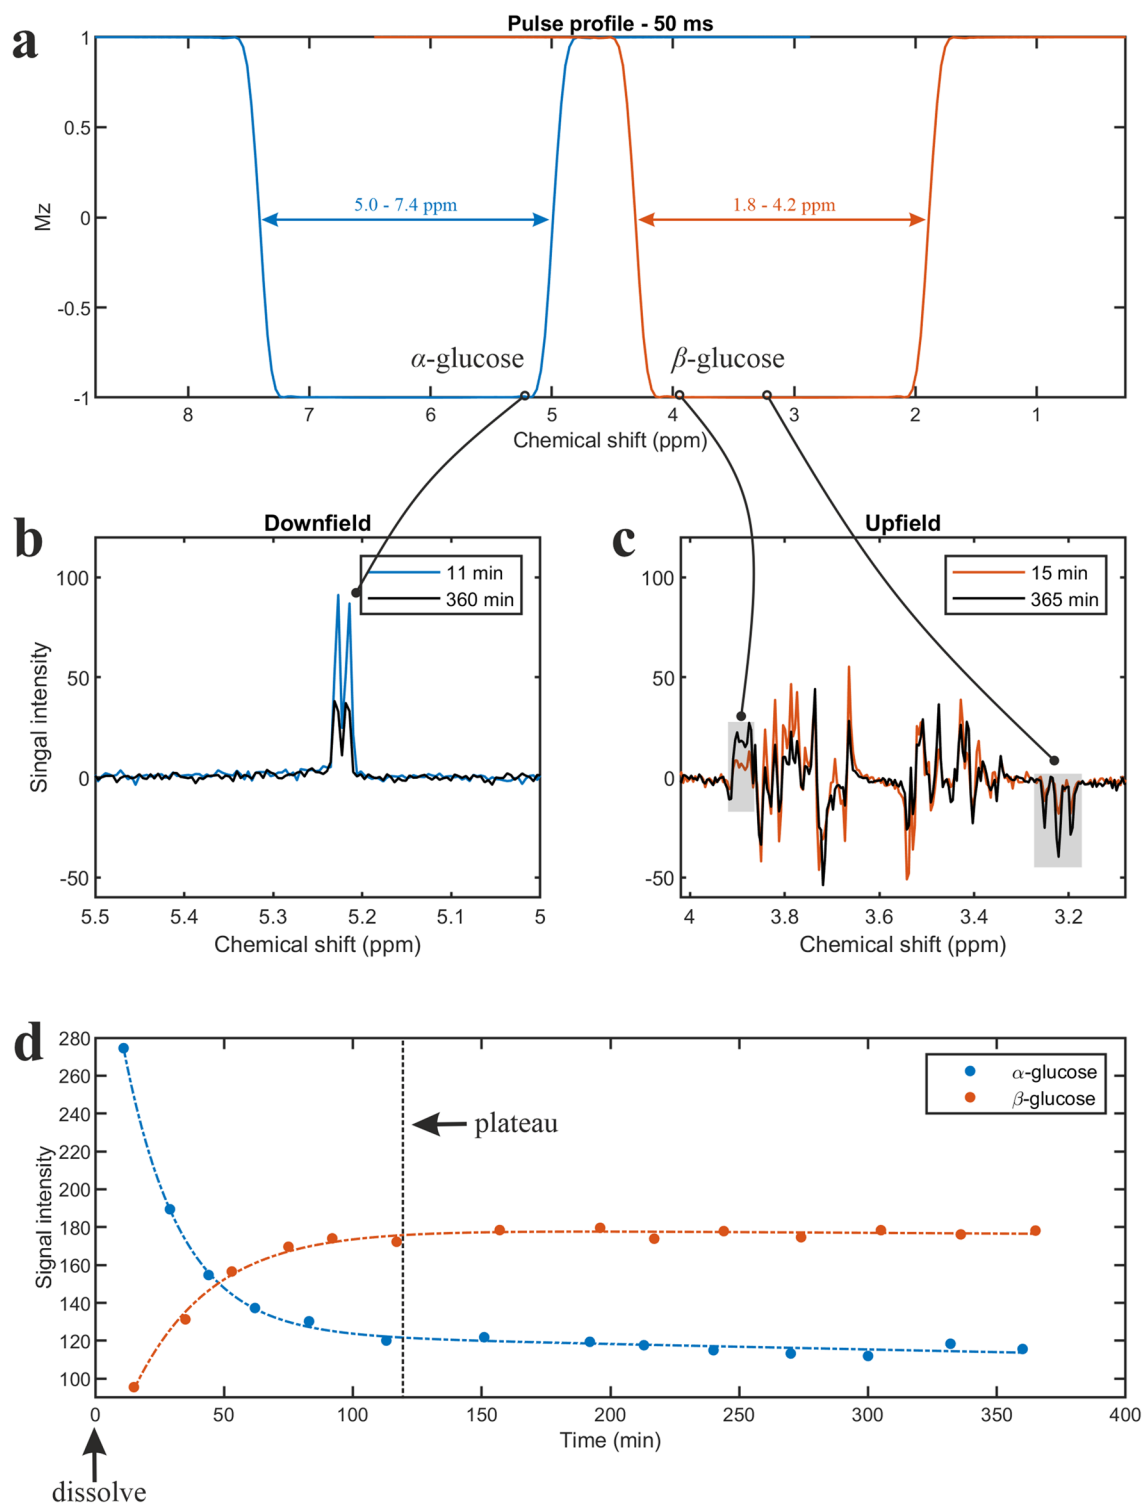 a
Pulse profile - 50 ms
1
0.5
0
-0.5
-1
Mz
5.0 - 7.4 ppm
1.8 - 4.2 ppm
α-glucose
β-glucose
8 7 6 5 4 3 2 1
Chemical shift (ppm)
b
Downfield
100
50
0
-50
Singal intensity
11 min
360 min
5.5 5.4 5.3 5.2 5.1 5
Chemical shift (ppm)
c
Upfield
100
50
0
-50
15 min
365 min
4 3.8 3.6 3.4 3.2
Chemical shift (ppm)
d
280
260
240
220
200
180
160
140
120
100
Signal intensity
plateau
α-glucose
β-glucose
0 50 100 150 200 250 300 350 400
Time (min)
dissolve